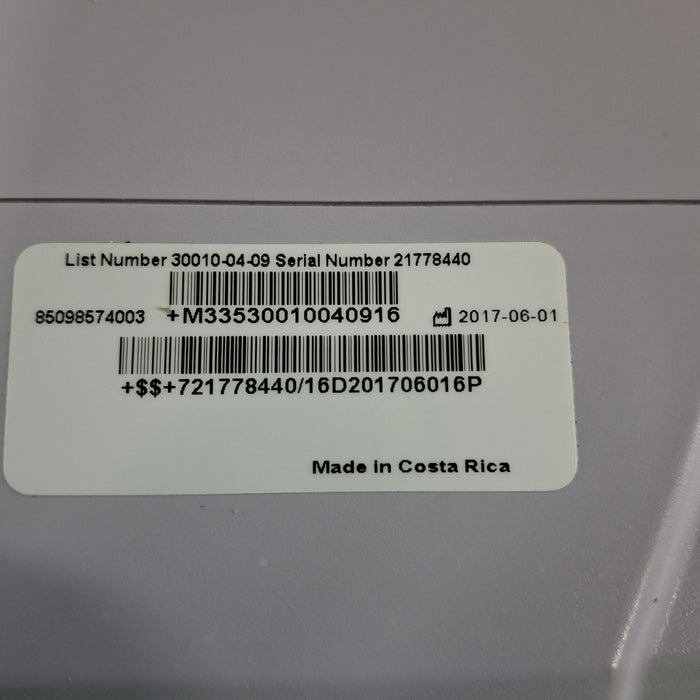 List Number 30010-04-09 Serial Number 21778440
85098574003 +M33530010040916 2017-06-01
+$$+721778440/16D201706016P
Made in Costa Rica